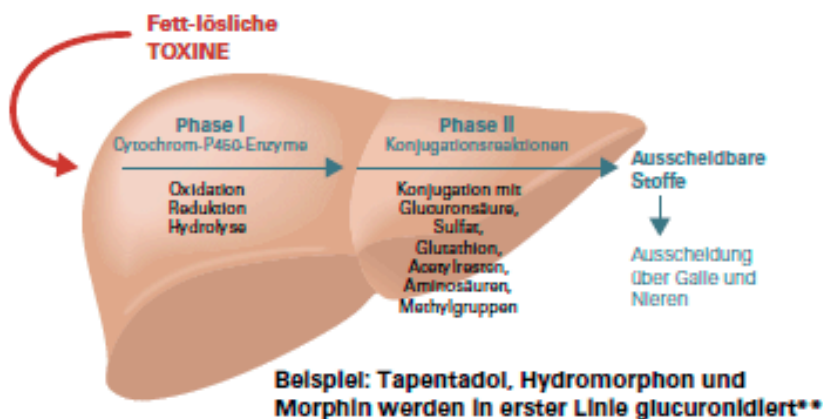 Fett-lösliche
TOXINE
Phase I
Cytochrom-P450-Enzyme
Oxidation
Reduktion
Hydrolyse
Phase II
Konjugationsreaktionen
Konjugation mit
Glucuronsäure,
Sulfat,
Glutathion,
Acetylresten,
Aminosäuren,
Methylgruppen
Ausscheidbare
Stoffe
Ausscheidung
über Galle und
Nieren
Beispiel: Tapentadol, Hydromorphon und
Morphin werden in erster Linie glucuronidiert**